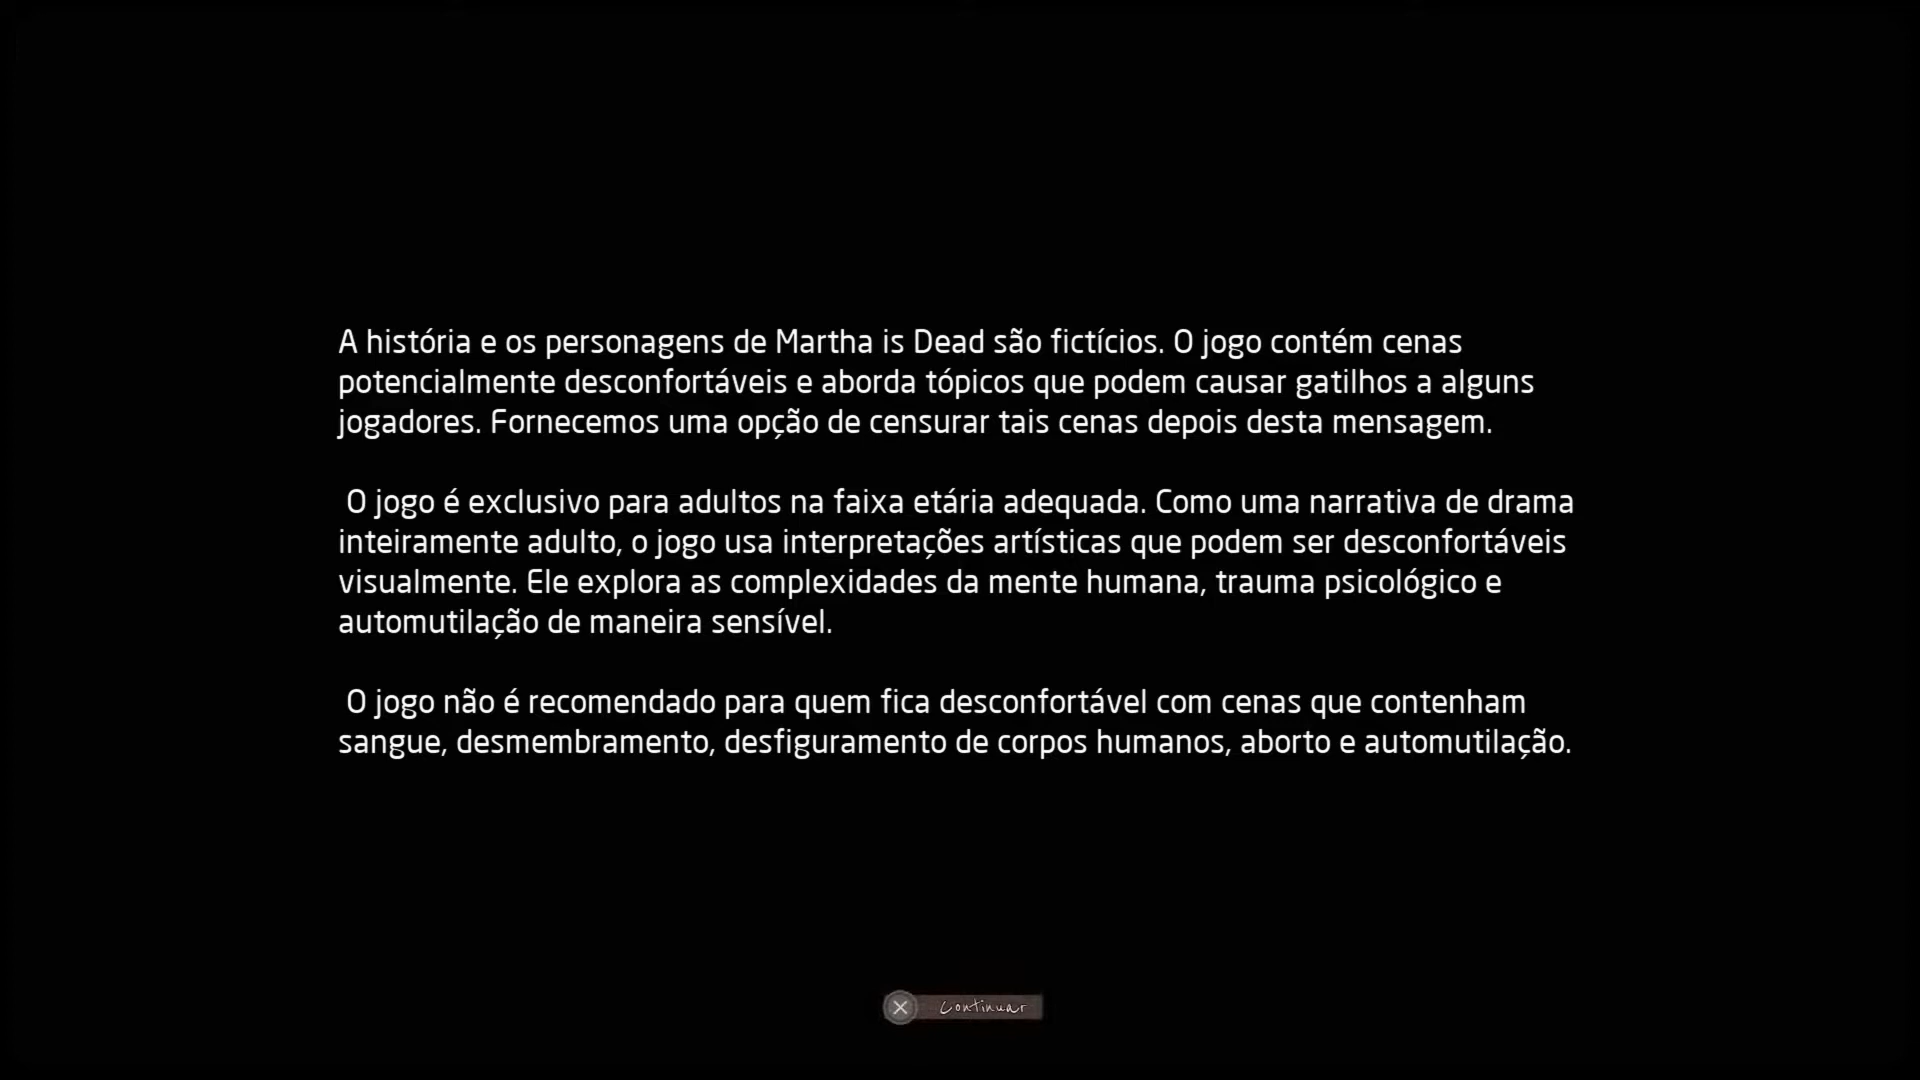 A história e os personagens de Martha is Dead são fictícios. O jogo contém cenas
potencialmente desconfortáveis e aborda tópicos que podem causar gatilhos a alguns
jogadores. Fornecemos uma opção de censurar tais cenas depois desta mensagem.
O jogo é exclusivo para adultos na faixa etária adequada. Como uma narrativa de drama
inteiramente adulto, o jogo usa interpretações artísticas que podem ser desconfortáveis
visualmente. Ele explora as complexidades da mente humana, trauma psicológico e
automutilação de maneira sensível.
O jogo não é recomendado para quem fica desconfortável com cenas que contenham
sangue, desmembramento, desfiguramento de corpos humanos, aborto e automutilação.
Continuar